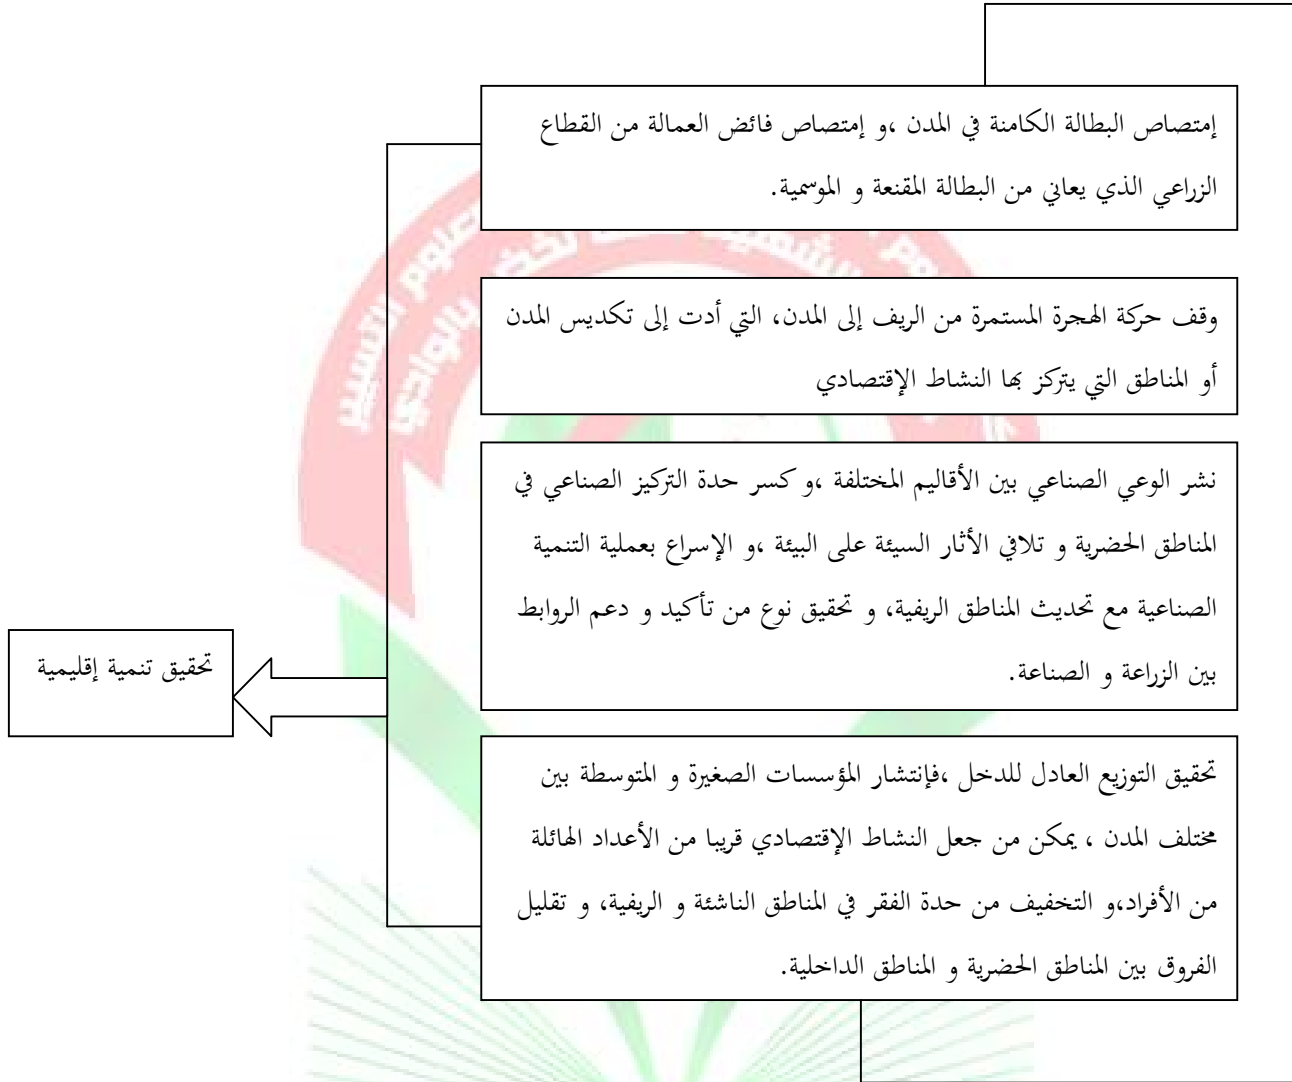 إمتصاص البطالة الكامنة في المدن ،و إمتصاص فائض العمالة من القطاع
الزراعي الذي يعاني من البطالة المقنعة و الموسمية.
وقف حركة الهجرة المستمرة من الريف إلى المدن، التي أدت إلى تكديس المدن
أو المناطق التي يتركز بها النشاط الإقتصادي
نشر الوعي الصناعي بين الأقاليم المختلفة ،و كسر حدة التركيز الصناعي في
المناطق الحضرية و تلافي الأثار السيئة على البيئة ،و الإسراع بعملية التنمية
الصناعية مع تحديث المناطق الريفية، و تحقيق نوع من تأكيد و دعم الروابط
بين الزراعة و الصناعة.
تحقيق تنمية إقليمية
تحقيق التوزيع العادل للدخل ،فإنتشار المؤسسات الصغيرة و المتوسطة بين
مختلف المدن ، يمكن من جعل النشاط الإقتصادي قريبا من الأعداد الهائلة
من الأفراد،و التخفيف من حدة الفقر في المناطق الناشئة و الريفية، و تقليل
الفروق بين المناطق الحضرية و المناطق الداخلية.
علوم التسيير
لخضر بالوادي